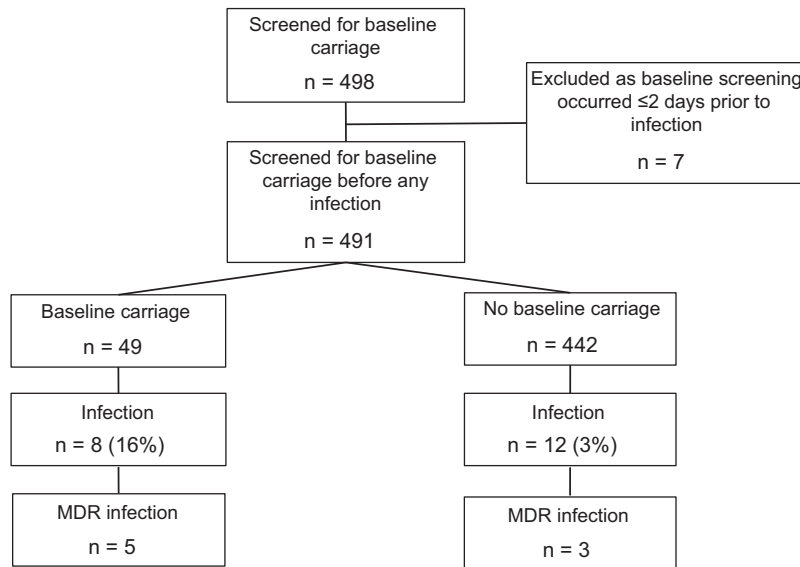 Screened for baseline
carriage
n = 498
Excluded as baseline screening
occurred ≤2 days prior to
infection
n = 7
Screened for baseline
carriage before any
infection
n = 491
Baseline carriage
n = 49
No baseline carriage
n = 442
Infection
n = 8 (16%)
Infection
n = 12 (3%)
MDR infection
n = 5
MDR infection
n = 3